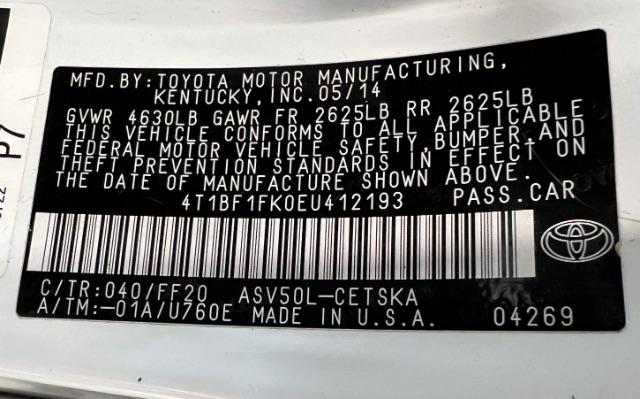 MFD. BY: TOYOTA MOTOR MANUFACTURING,
KENTUCKY, INC. 05/14
GVWR 4630LB GAWR FR 2625LB RR 2625LB
THIS VEHICLE CONFORMS TO ALL APPLICABLE
FEDERAL MOTOR VEHICLE SAFETY, BUMPER, AND
THEFT PREVENTION STANDARDS IN EFFECT ON
THE DATE OF MANUFACTURE SHOWN ABOVE.
4T1BF1FK0EU412193 PASS. CAR
C/TR: 040/FF20 ASV50L-CETSKA
A/TM: -01A/U760E MADE IN U.S.A. 04269
P7